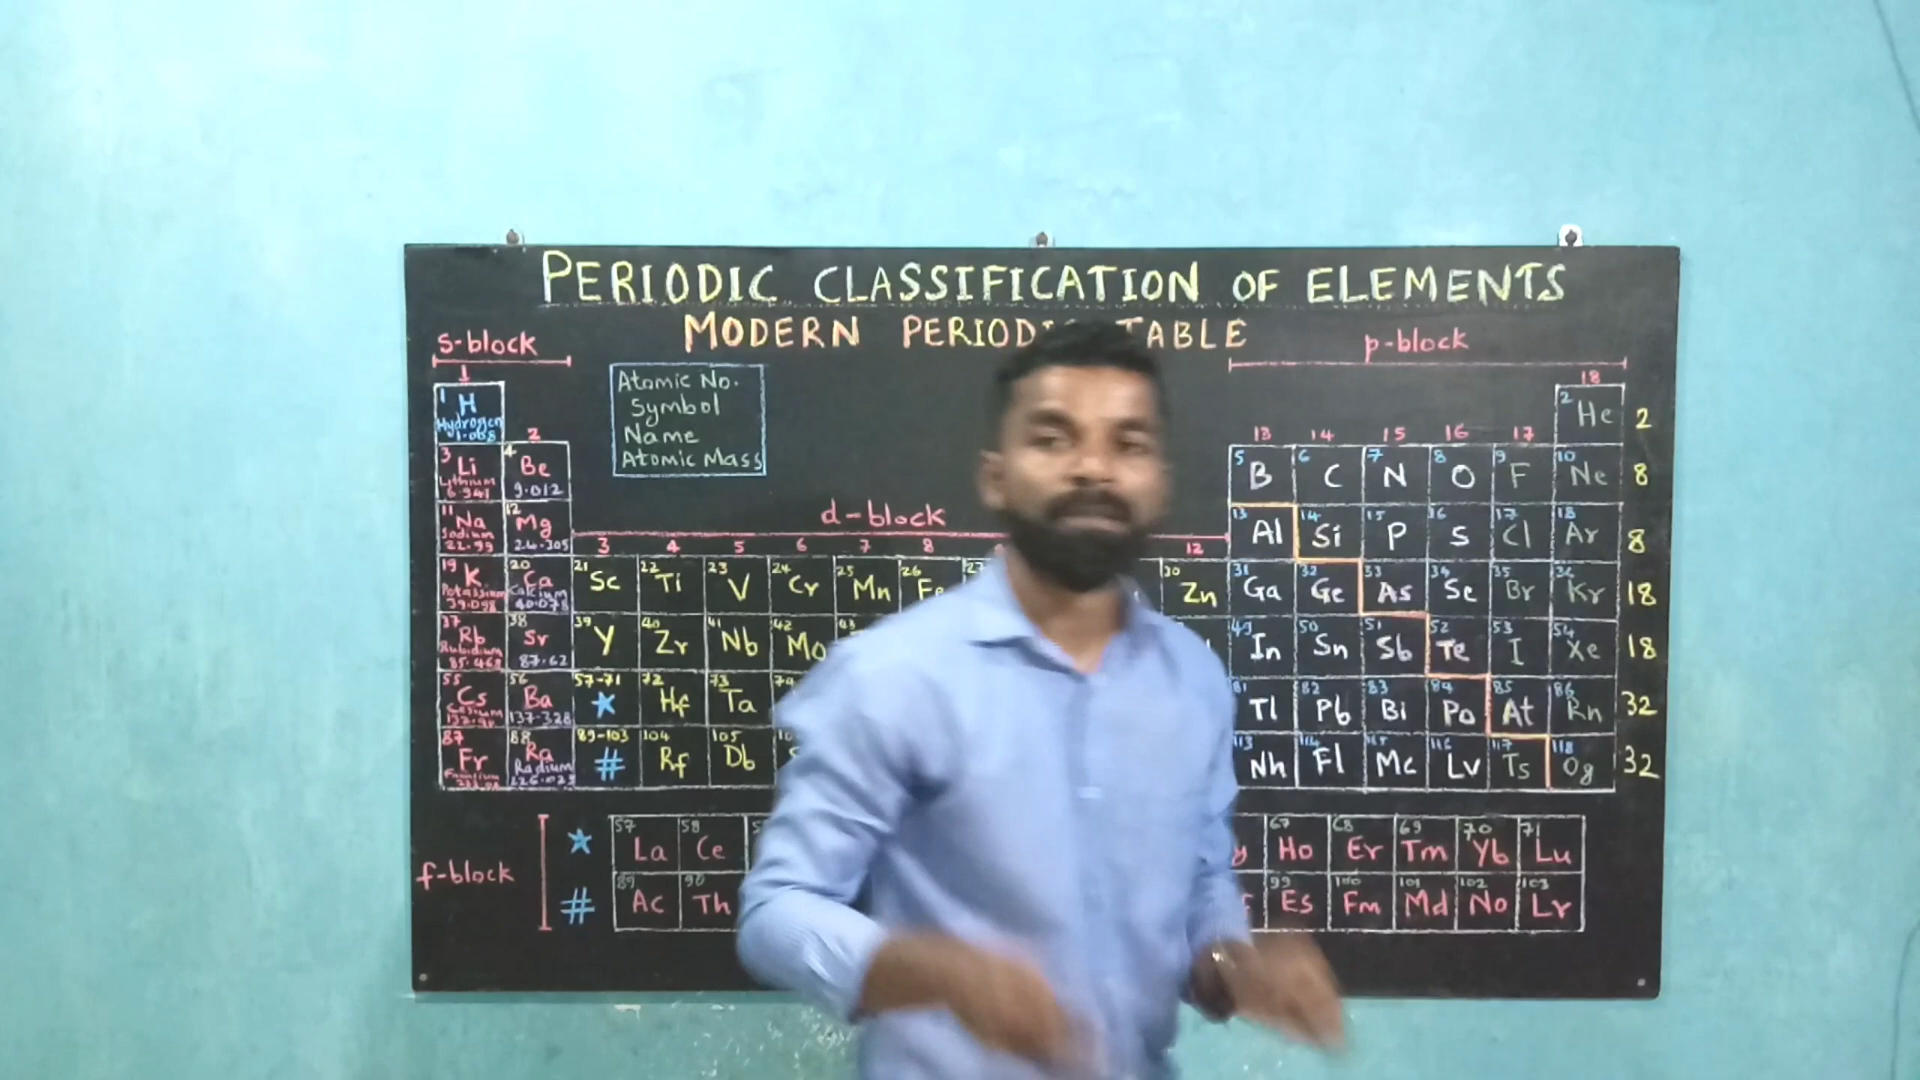 PERIODIC CLASSIFICATION OF ELEMENTS
MODERN PERIODIC TABLE
s-block
p-block
1
18
Atomic No.
Symbol
Name
Atomic Mass
1 H Hydrogen 1.008
2 He 2
2
13 14 15 16 17
3 Li Lithium 6.941
4 Be 9.012
5 B 6 C 7 N 8 O 9 F 10 Ne 8
d-block
11 Na Sodium 22.99
12 Mg 24.305
3 4 5 6 7 8 12
13 Al 14 Si 15 P 16 S 17 Cl 18 Ar 8
19 K Potassium 39.098
20 Ca Calcium 40.078
21 Sc 22 Ti 23 V 24 Cr 25 Mn 26 Fe 27 30 Zn 31 Ga 32 Ge 33 As 34 Se 35 Br 36 Kr 18
37 Rb Rubidium 85.468
38 Sr 87.62
39 Y 40 Zr 41 Nb 42 Mo 43 49 In 50 Sn 51 Sb 52 Te 53 I 54 Xe 18
55 Cs Cesium
56 Ba 137.328
57-71 ★ 72 Hf 73 Ta 74 81 Tl 82 Pb 83 Bi 84 Po 85 At 86 Rn 32
87 Fr Francium
88 Ra Radium
89-103 # 104 Rf 105 Db 113 Nh 114 Fl 115 Mc 116 Lv 117 Ts 118 Og 32
f-block
★ 57 La 58 Ce 67 Ho 68 Er 69 Tm 70 Yb 71 Lu
# 89 Ac 90 Th 99 Es 100 Fm 101 Md 102 No 103 Lr